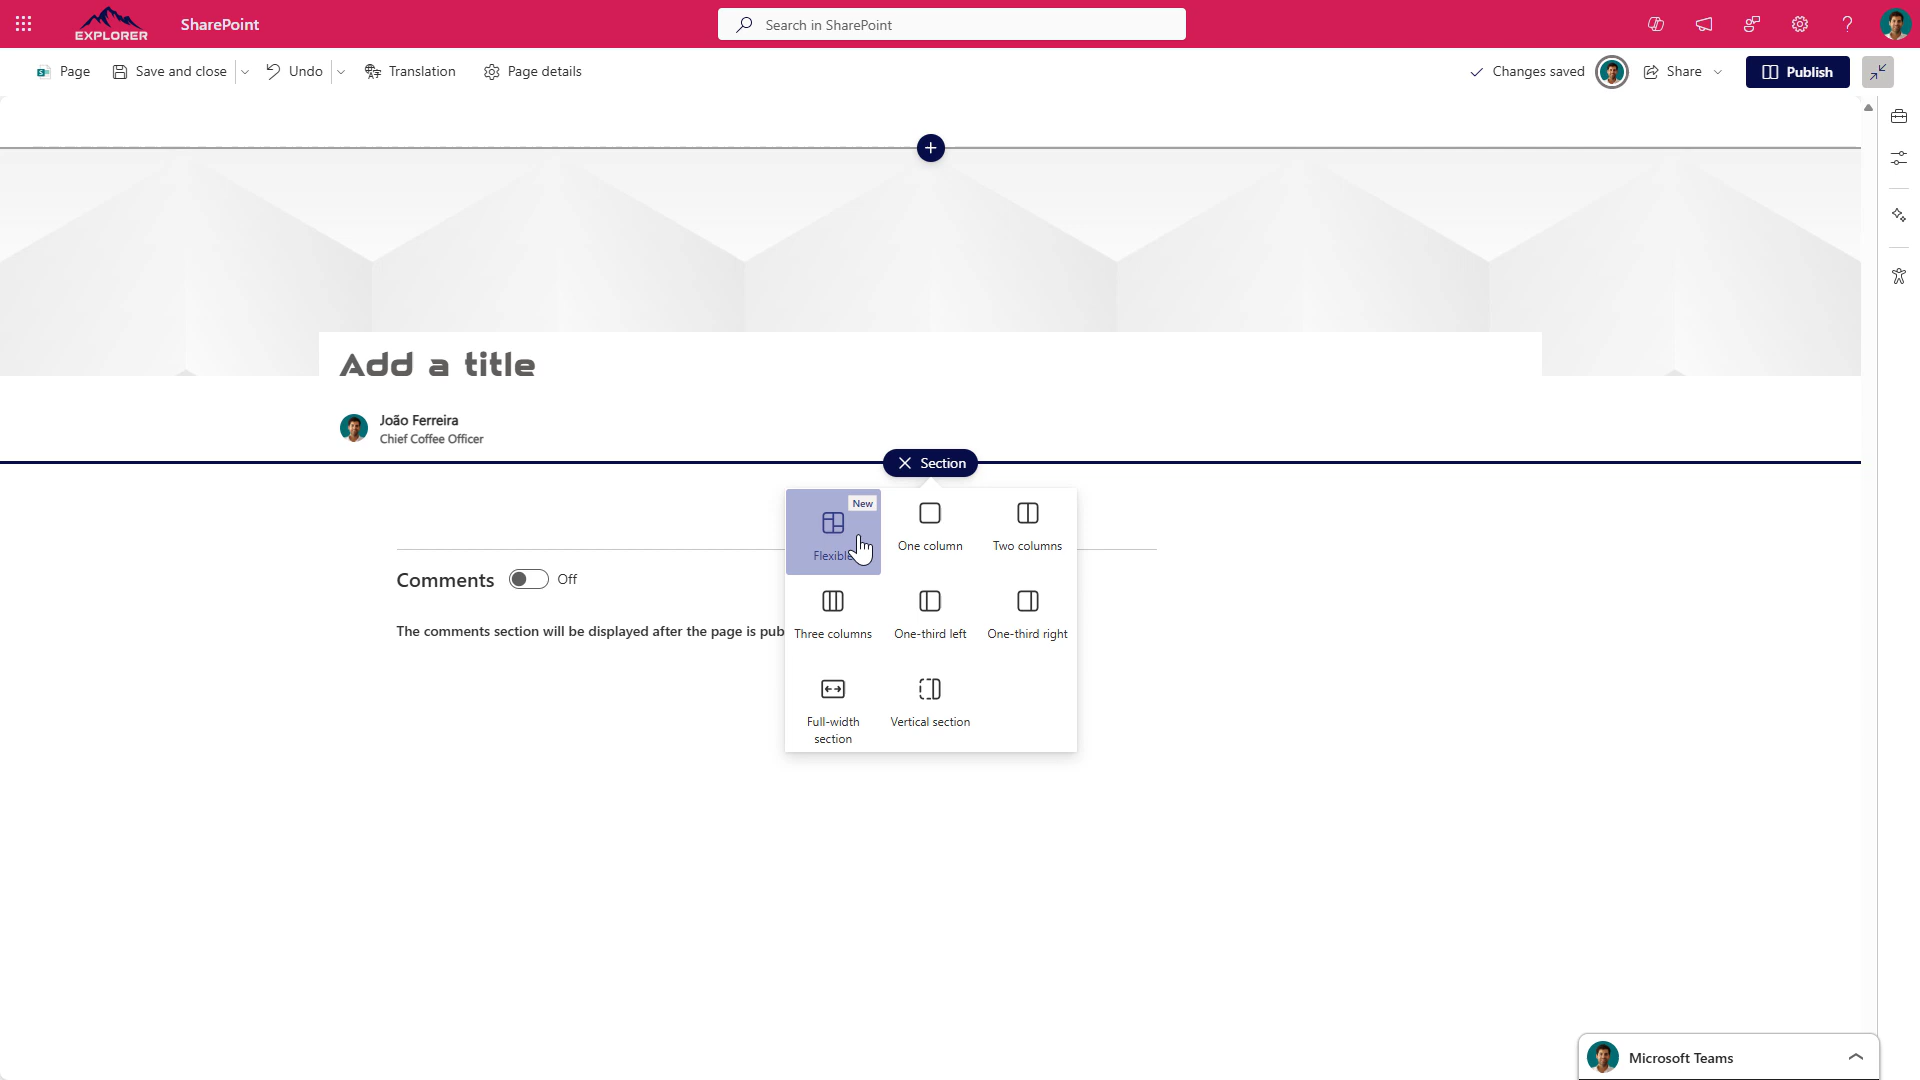 EXPLORER
SharePoint
Search in SharePoint
Page
Save and close
Undo
Translation
Page details
Changes saved
Share
Publish
Add a title
João Ferreira
Chief Coffee Officer
Section
New
Flexible
One column
Two columns
Comments
Off
Three columns
One-third left
One-third right
The comments section will be displayed after the page is pub
Full-width
section
Vertical section
Microsoft Teams